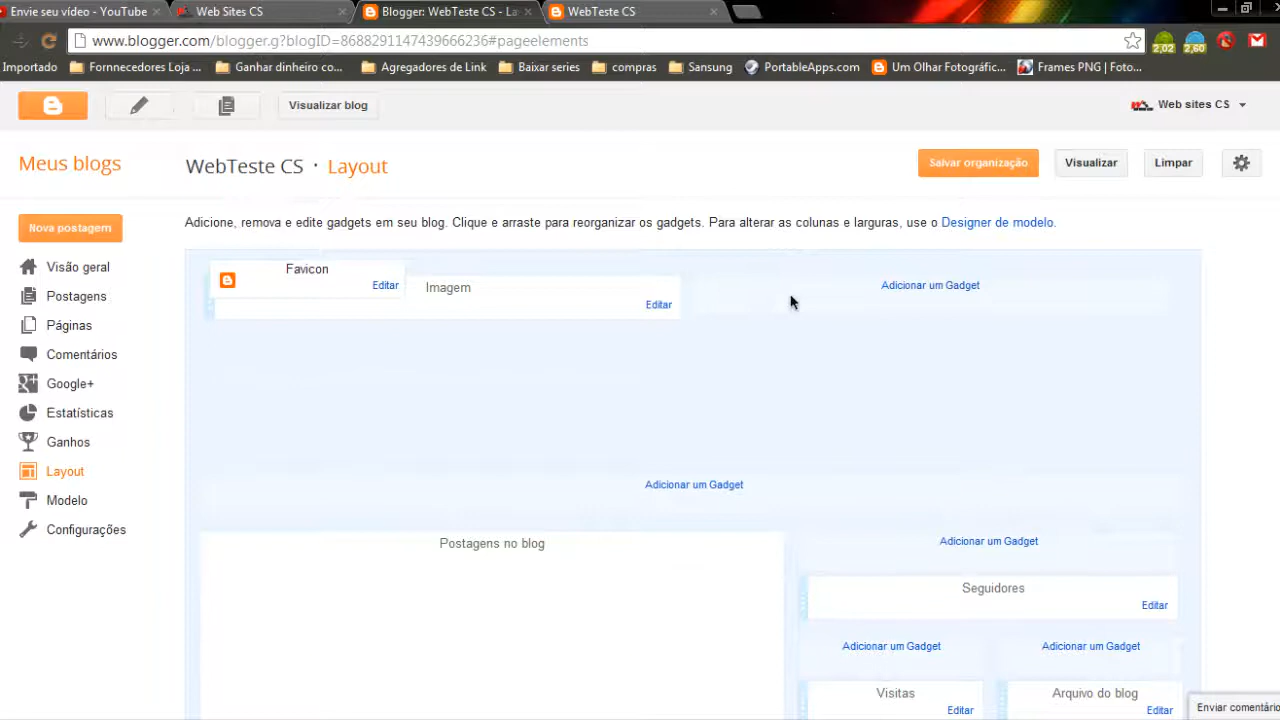 Envie seu vídeo - YouTube
Web Sites CS
Blogger: WebTeste CS - La
WebTeste CS
www.blogger.com/blogger.g?blogID=8688291147439666236#pageelements
2,02
2,60
Importado
Fornnecedores Loja ...
Ganhar dinheiro co...
Agregadores de Link
Baixar series
compras
Sansung
PortableApps.com
Um Olhar Fotográfic...
Frames PNG | Foto...
Visualizar blog
Web sites CS
Meus blogs
WebTeste CS · Layout
Salvar organização
Visualizar
Limpar
Adicione, remova e edite gadgets em seu blog. Clique e arraste para reorganizar os gadgets. Para alterar as colunas e larguras, use o Designer de modelo.
Nova postagem
Visão geral
Postagens
Páginas
Comentários
Google+
Estatísticas
Ganhos
Layout
Modelo
Configurações
Favicon
Editar
Imagem
Editar
Adicionar um Gadget
Adicionar um Gadget
Postagens no blog
Adicionar um Gadget
Seguidores
Editar
Adicionar um Gadget
Adicionar um Gadget
Visitas
Editar
Arquivo do blog
Editar
Enviar comentário